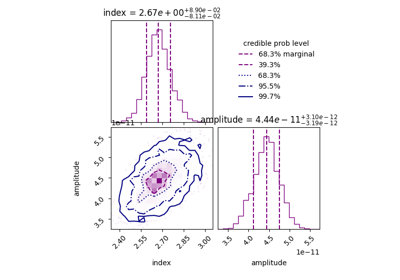 index = 2.67e+00 +8.90e−02 −8.11e−02
credible prob level
68.3% marginal
39.3%
68.3%
95.5%
99.7%
1e−11
amplitude = 4.44e−11 +3.10e−12 −3.19e−12
amplitude
5.5
5.0
4.5
4.0
3.5
2.40 2.55 2.70 2.85 3.00
index
3.5 4.0 4.5 5.0 5.5
1e−11
amplitude